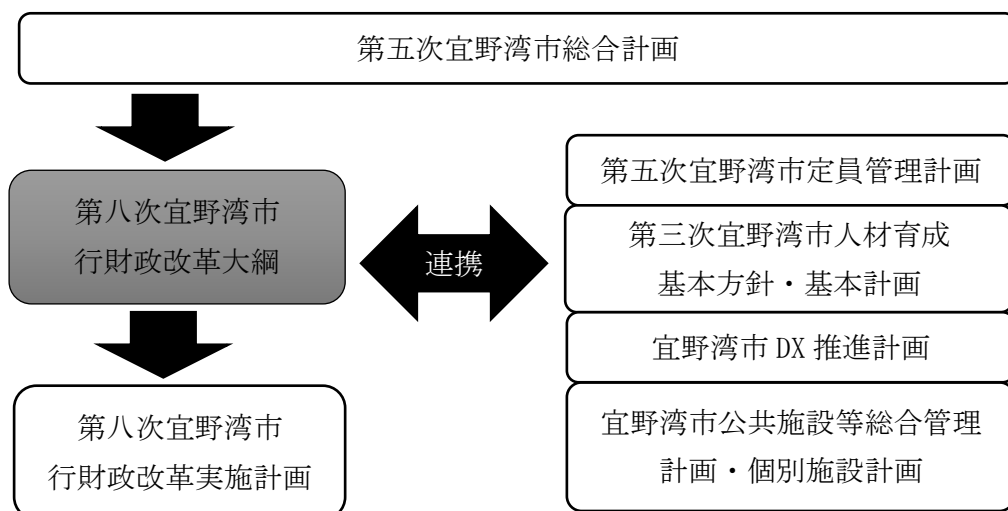 第五次宜野湾市総合計画
第八次宜野湾市
行財政改革大綱
連携
第五次宜野湾市定員管理計画
第三次宜野湾市人材育成
基本方針・基本計画
宜野湾市 DX 推進計画
宜野湾市公共施設等総合管理
計画・個別施設計画
第八次宜野湾市
行財政改革実施計画